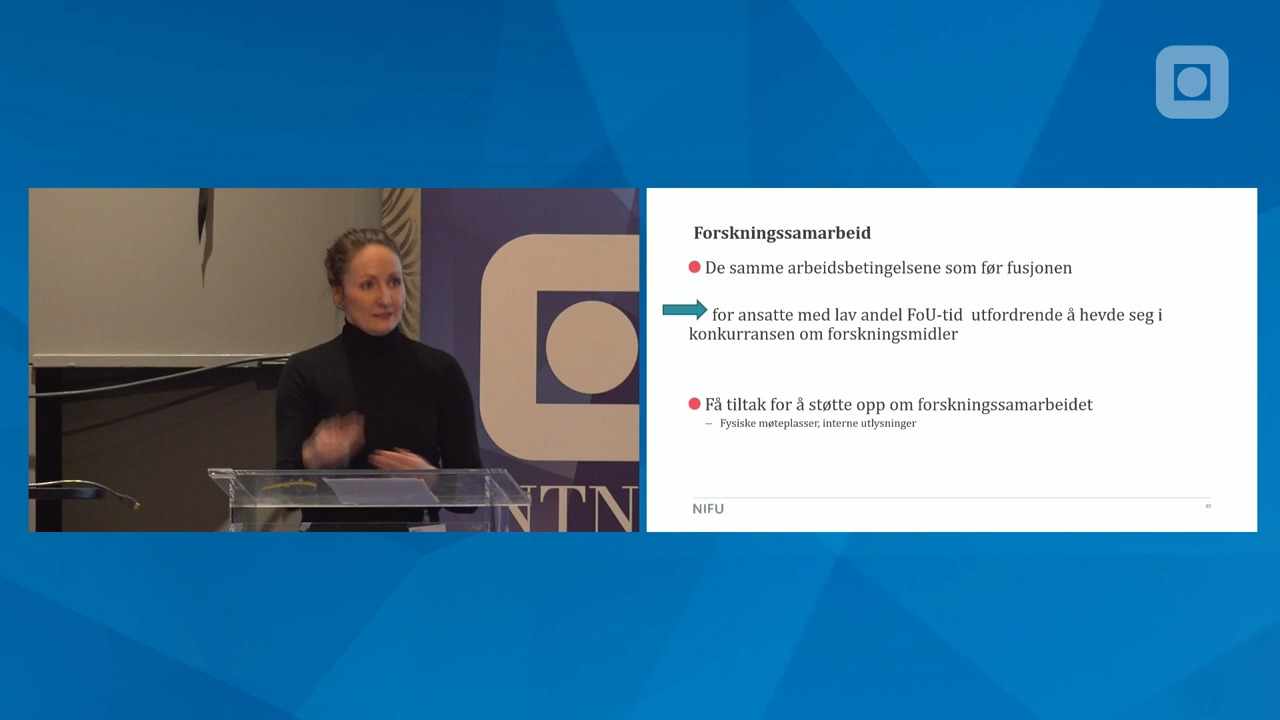 Forskningssamarbeid
De samme arbeidsbetingelsene som før fusjonen
for ansatte med lav andel FoU-tid utfordrende å hevde seg i
konkurransen om forskningsmidler
Få tiltak for å støtte opp om forskningssamarbeidet
– Fysiske møteplasser, interne utlysninger
NIFU
NTN